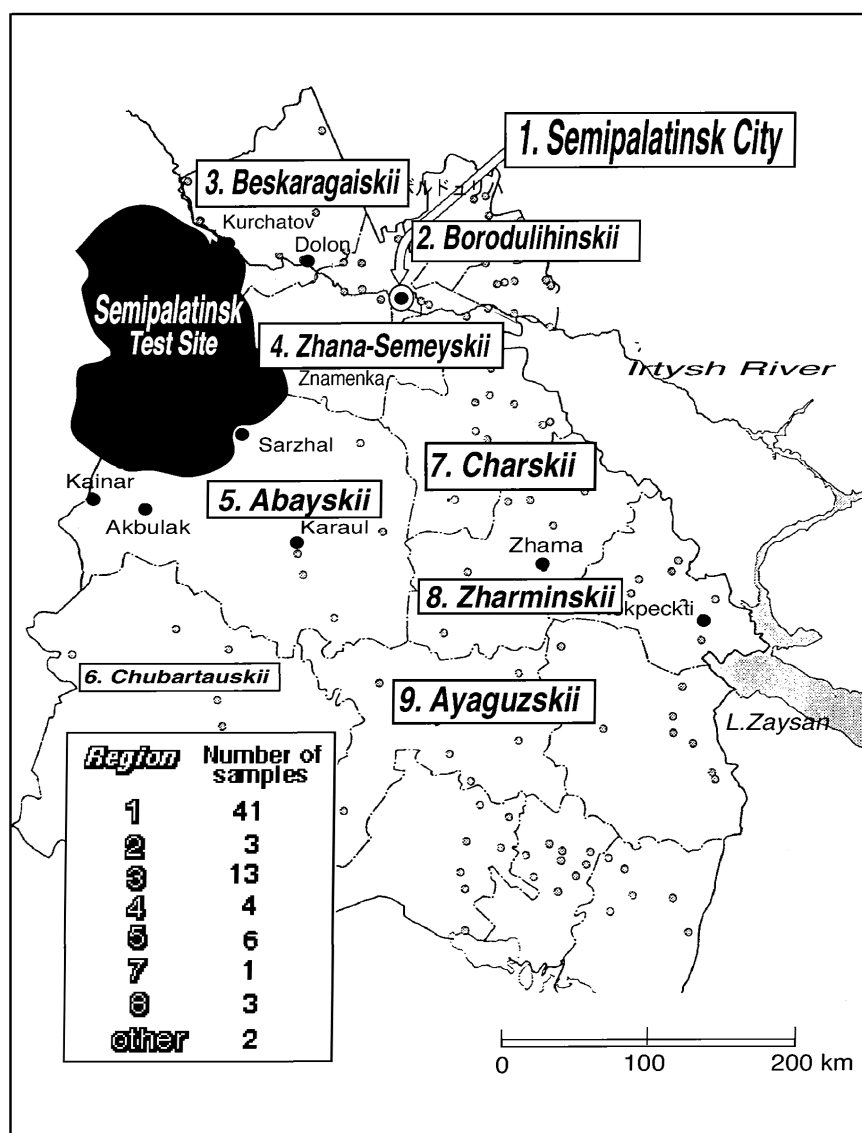 1. Semipalatinsk City
3. Beskaragaiskii
Kurchatov
2. Borodulihinskii
Dolon
Semipalatinsk
Test Site
4. Zhana-Semeyskii
Znamenka
Irtysh River
Sarzhal
7. Charskii
Kainar
5. Abayskii
Akbulak
Karaul
Zhama
8. Zharminskii
kpeckti
6. Chubartauskii
9. Ayaguzskii
L.Zaysan
Region Number of
samples
1 41
2 3
3 13
4 4
5 6
7 1
8 3
other 2
0 100 200 km